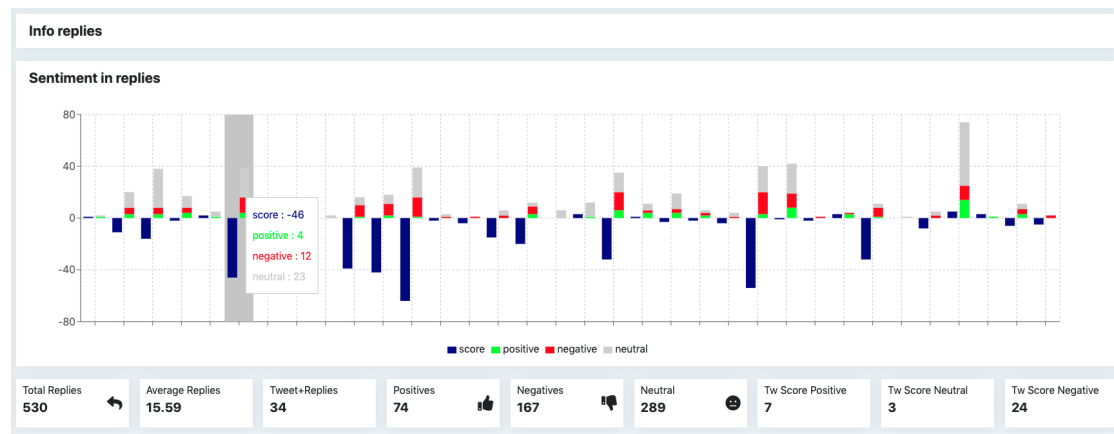 Info replies
Sentiment in replies
80
40
0
-40
-80
score : -46
positive : 4
negative : 12
neutral : 23
score positive negative neutral
Total Replies
530
Average Replies
15.59
Tweet+Replies
34
Positives
74
Negatives
167
Neutral
289
Tw Score Positive
7
Tw Score Neutral
3
Tw Score Negative
24